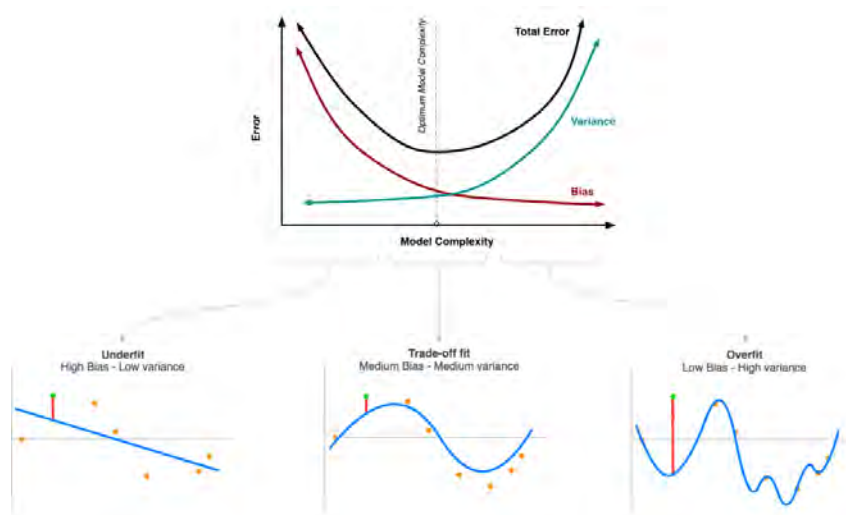 Total Error
Optimum Model Complexity
Variance
Error
Bias
Model Complexity
Underfit
High Bias - Low variance
Trade-off fit
Medium Bias - Medium variance
Overfit
Low Bias - High variance